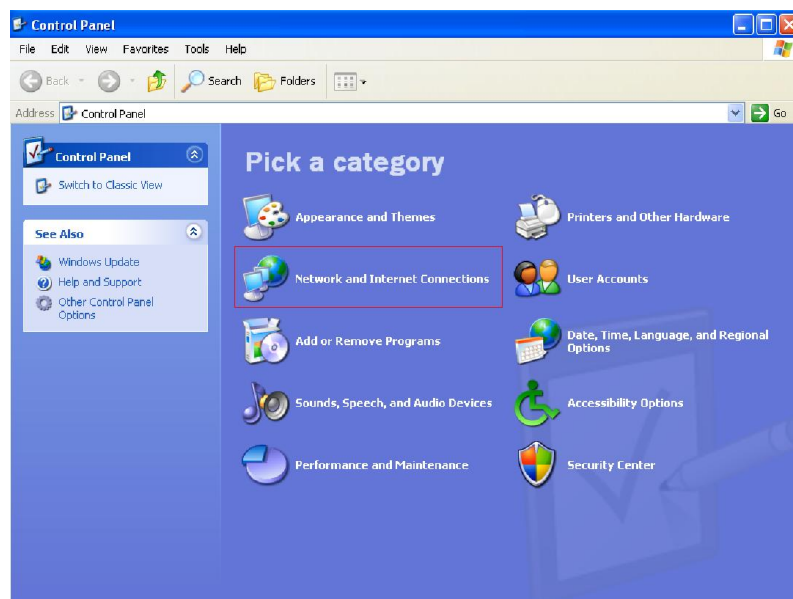 Control Panel
File Edit View Favorites Tools Help
Back Search Folders
Address Control Panel Go
Control Panel
Switch to Classic View
See Also
Windows Update
Help and Support
Other Control Panel
Options
Pick a category
Appearance and Themes
Printers and Other Hardware
Network and Internet Connections
User Accounts
Add or Remove Programs
Date, Time, Language, and Regional
Options
Sounds, Speech, and Audio Devices
Accessibility Options
Performance and Maintenance
Security Center